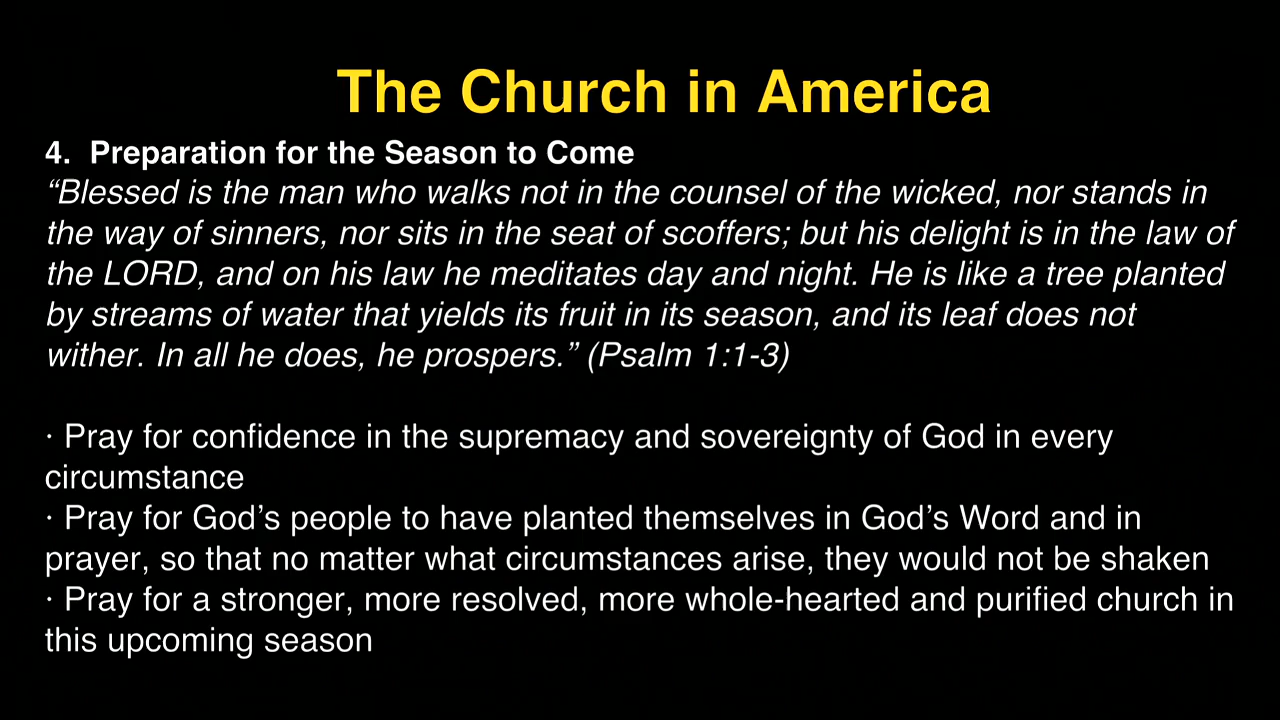 The Church in America
4.  Preparation for the Season to Come
“Blessed is the man who walks not in the counsel of the wicked, nor stands in
the way of sinners, nor sits in the seat of scoffers; but his delight is in the law of
the LORD, and on his law he meditates day and night. He is like a tree planted
by streams of water that yields its fruit in its season, and its leaf does not
wither. In all he does, he prospers.” (Psalm 1:1-3)
· Pray for confidence in the supremacy and sovereignty of God in every
circumstance
· Pray for God’s people to have planted themselves in God’s Word and in
prayer, so that no matter what circumstances arise, they would not be shaken
· Pray for a stronger, more resolved, more whole-hearted and purified church in
this upcoming season